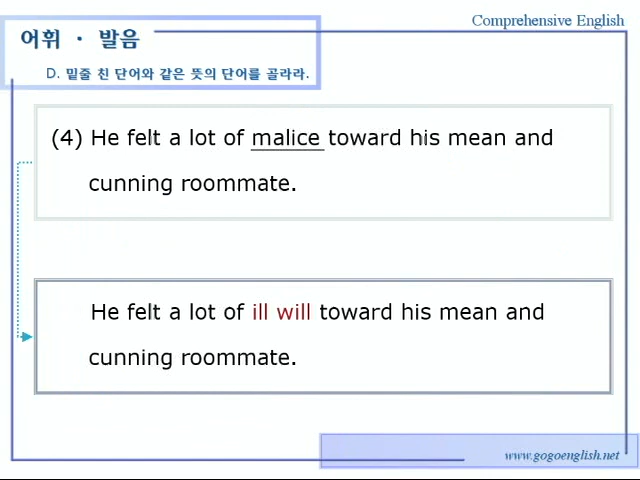 Comprehensive English
어휘 · 발음
D. 밑줄 친 단어와 같은 뜻의 단어를 골라라.
(4) He felt a lot of malice toward his mean and
cunning roommate.
He felt a lot of ill will toward his mean and
cunning roommate.
www.gogoenglish.net